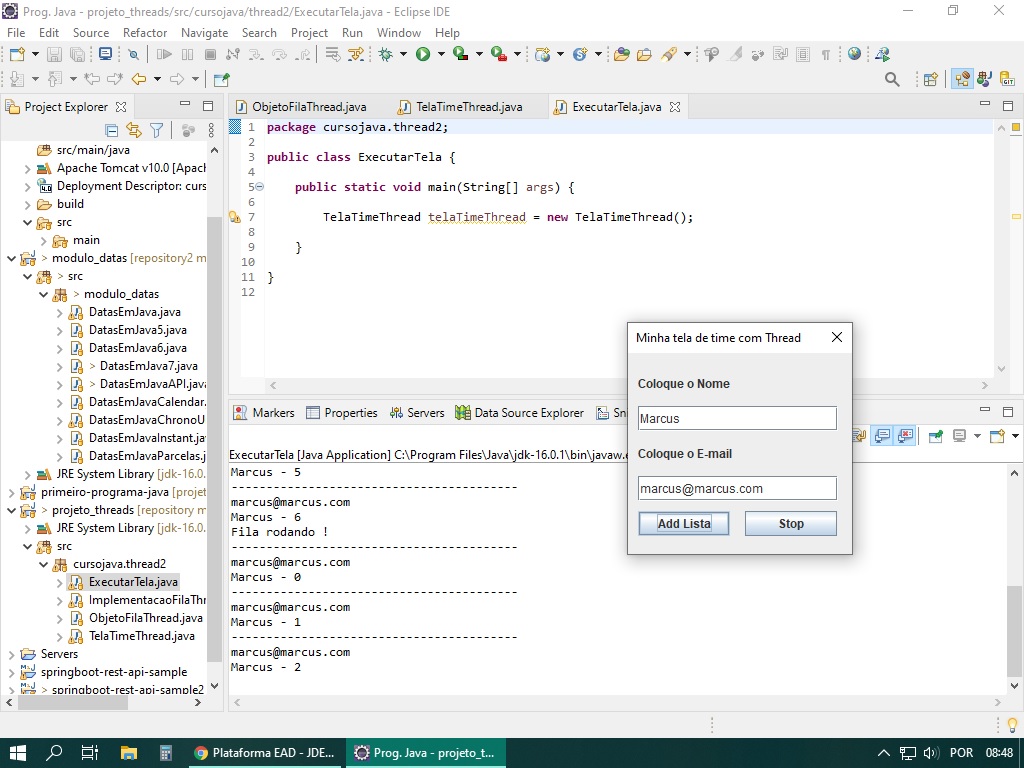 Prog. Java - projeto_threads/src/cursojava/thread2/ExecutarTela.java - Eclipse IDE
File Edit Source Refactor Navigate Search Project Run Window Help
Project Explorer
src/main/java
Apache Tomcat v10.0 [Apach
Deployment Descriptor: curs
build
src
main
> modulo_datas [repository2 m
> src
> modulo_datas
DatasEmJava.java
DatasEmJava5.java
DatasEmJava6.java
> DatasEmJava7.java
> DatasEmJavaAPI.java
DatasEmJavaCalendar.
DatasEmJavaChronoU
DatasEmJavaInstant.ja
DatasEmJavaParcelas.j
JRE System Library [jdk-16.0.
primeiro-programa-java [projet
> projeto_threads [repository m
JRE System Library [jdk-16.0.
src
cursojava.thread2
ExecutarTela.java
ImplementacaoFilaThr
ObjetoFilaThread.java
TelaTimeThread.java
Servers
springboot-rest-api-sample
> springboot-rest-api-sample2
ObjetoFilaThread.java TelaTimeThread.java ExecutarTela.java
1 package cursojava.thread2;
2
3 public class ExecutarTela {
4
5 public static void main(String[] args) {
6
7 TelaTimeThread telaTimeThread = new TelaTimeThread();
8
9 }
10
11 }
12
Markers Properties Servers Data Source Explorer Sn
ExecutarTela [Java Application] C:\Program Files\Java\jdk-16.0.1\bin\javaw.e
Marcus - 5
---------------------------------------
marcus@marcus.com
Marcus - 6
Fila rodando !
---------------------------------------
marcus@marcus.com
Marcus - 0
---------------------------------------
marcus@marcus.com
Marcus - 1
---------------------------------------
marcus@marcus.com
Marcus - 2
Minha tela de time com Thread
Coloque o Nome
Marcus
Coloque o E-mail
marcus@marcus.com
Add Lista Stop
Plataforma EAD - JDE... Prog. Java - projeto_t... POR 08:48